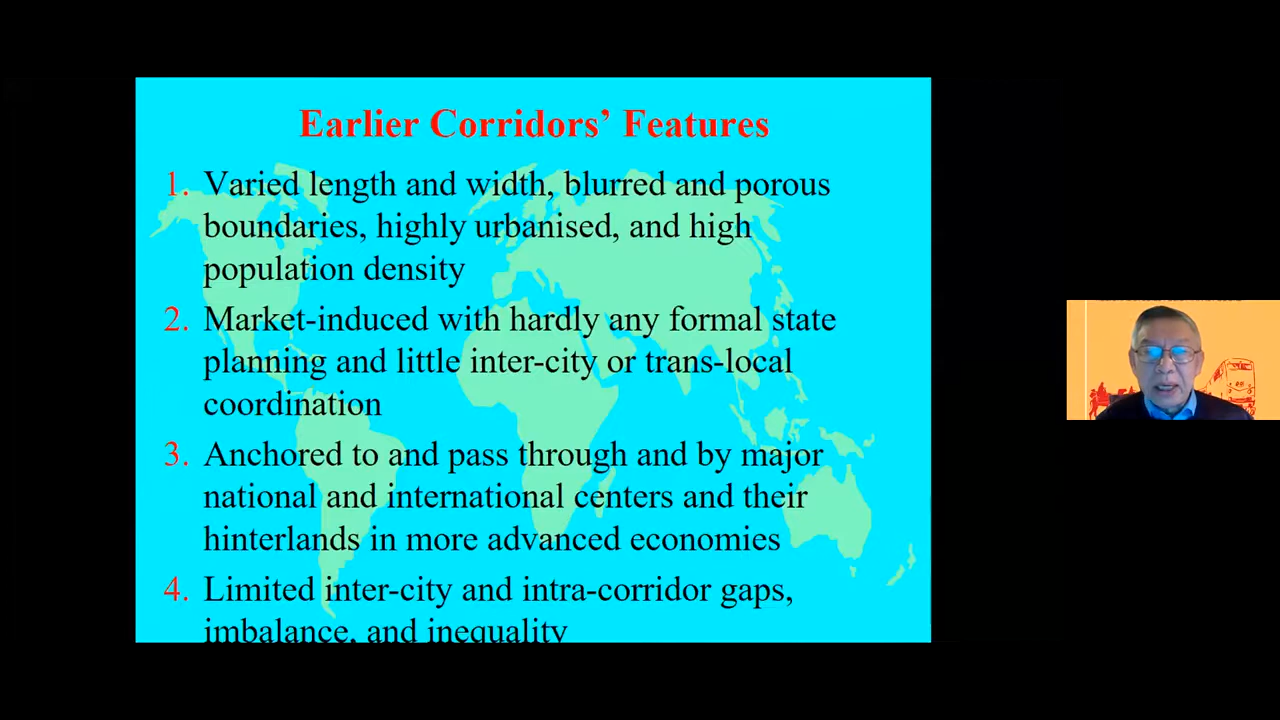 Earlier Corridors’ Features
1. Varied length and width, blurred and porous
boundaries, highly urbanised, and high
population density
2. Market-induced with hardly any formal state
planning and little inter-city or trans-local
coordination
3. Anchored to and pass through and by major
national and international centers and their
hinterlands in more advanced economies
4. Limited inter-city and intra-corridor gaps,
imbalance, and inequality